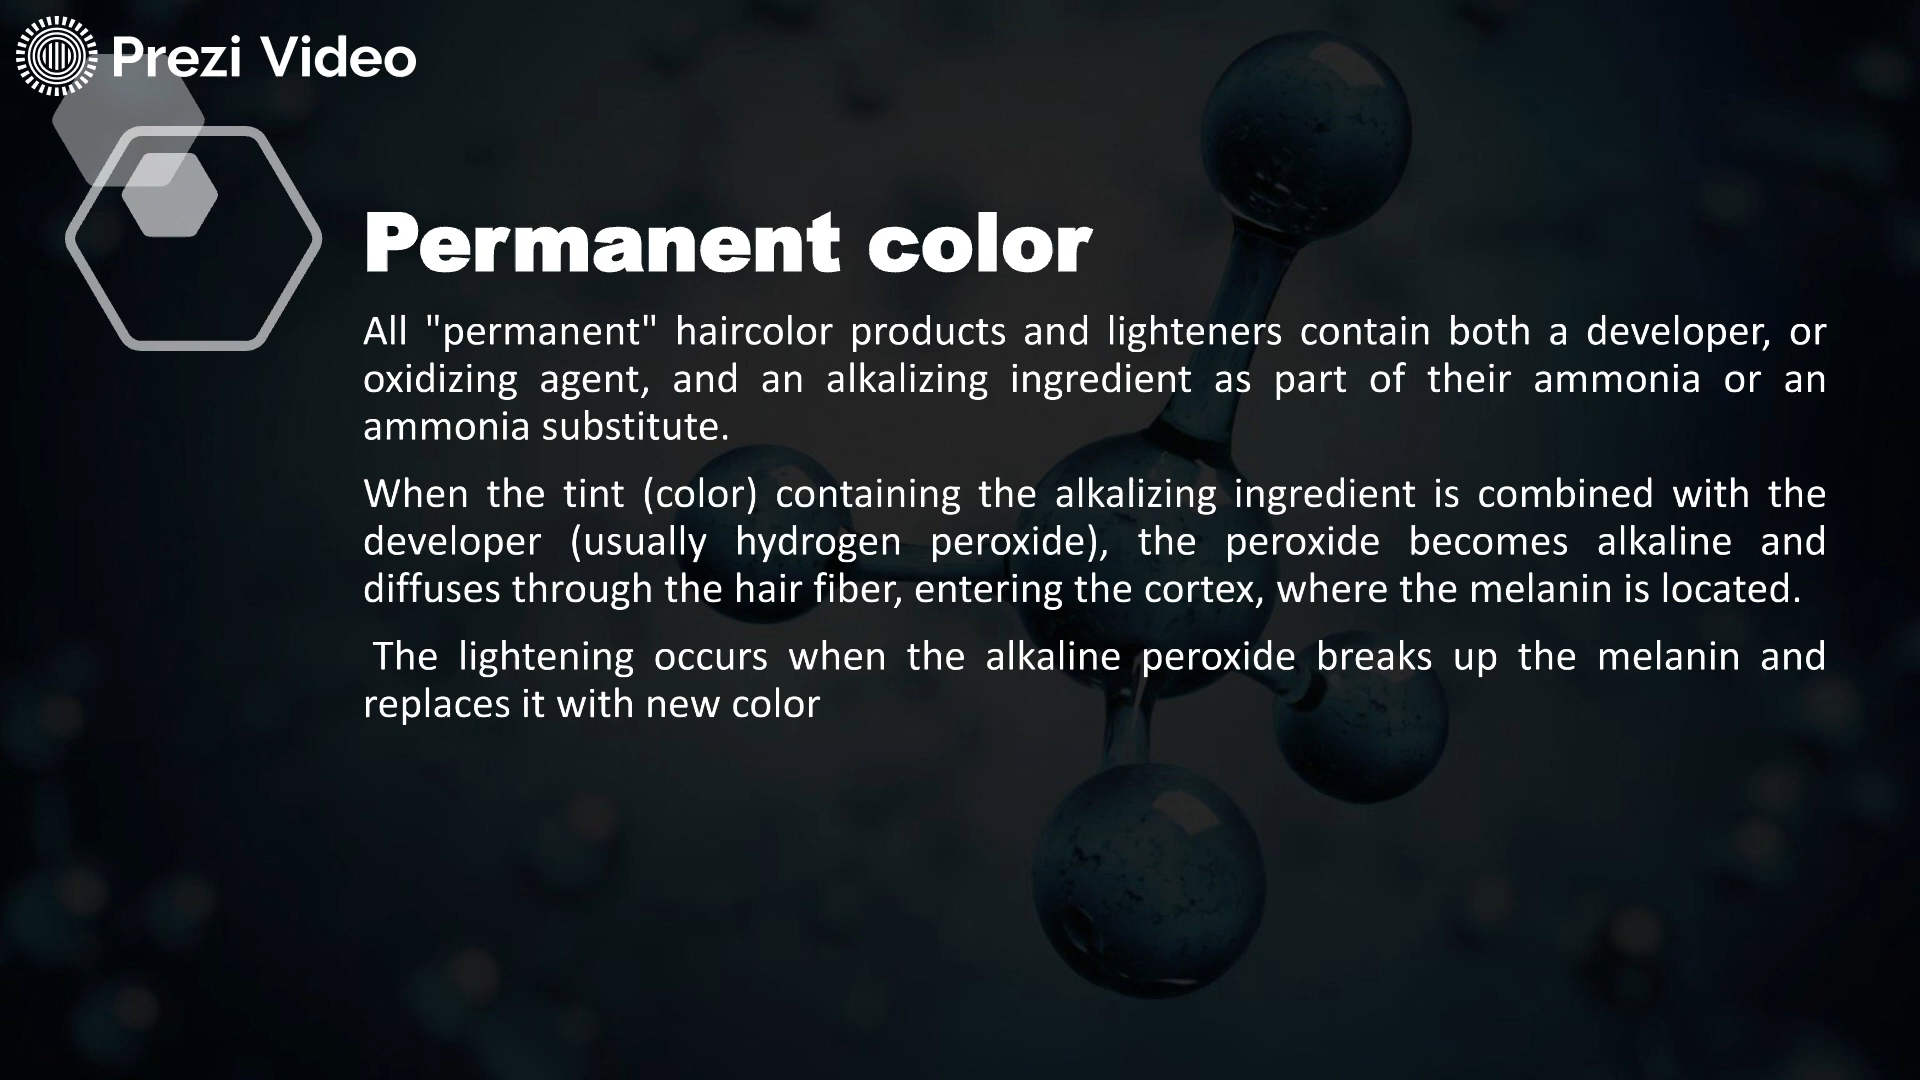 Prezi Video
Permanent color
All "permanent" haircolor products and lighteners contain both a developer, or
oxidizing agent, and an alkalizing ingredient as part of their ammonia or an
ammonia substitute.
When the tint (color) containing the alkalizing ingredient is combined with the
developer (usually hydrogen peroxide), the peroxide becomes alkaline and
diffuses through the hair fiber, entering the cortex, where the melanin is located.
The lightening occurs when the alkaline peroxide breaks up the melanin and
replaces it with new color